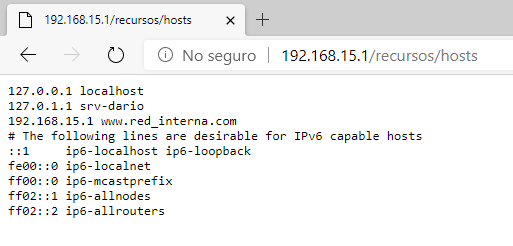 192.168.15.1/recursos/hosts
No seguro 192.168.15.1/recursos/hosts
127.0.0.1 localhost
127.0.1.1 srv-dario
192.168.15.1 www.red_interna.com
# The following lines are desirable for IPv6 capable hosts
::1     ip6-localhost ip6-loopback
fe00::0 ip6-localnet
ff00::0 ip6-mcastprefix
ff02::1 ip6-allnodes
ff02::2 ip6-allrouters